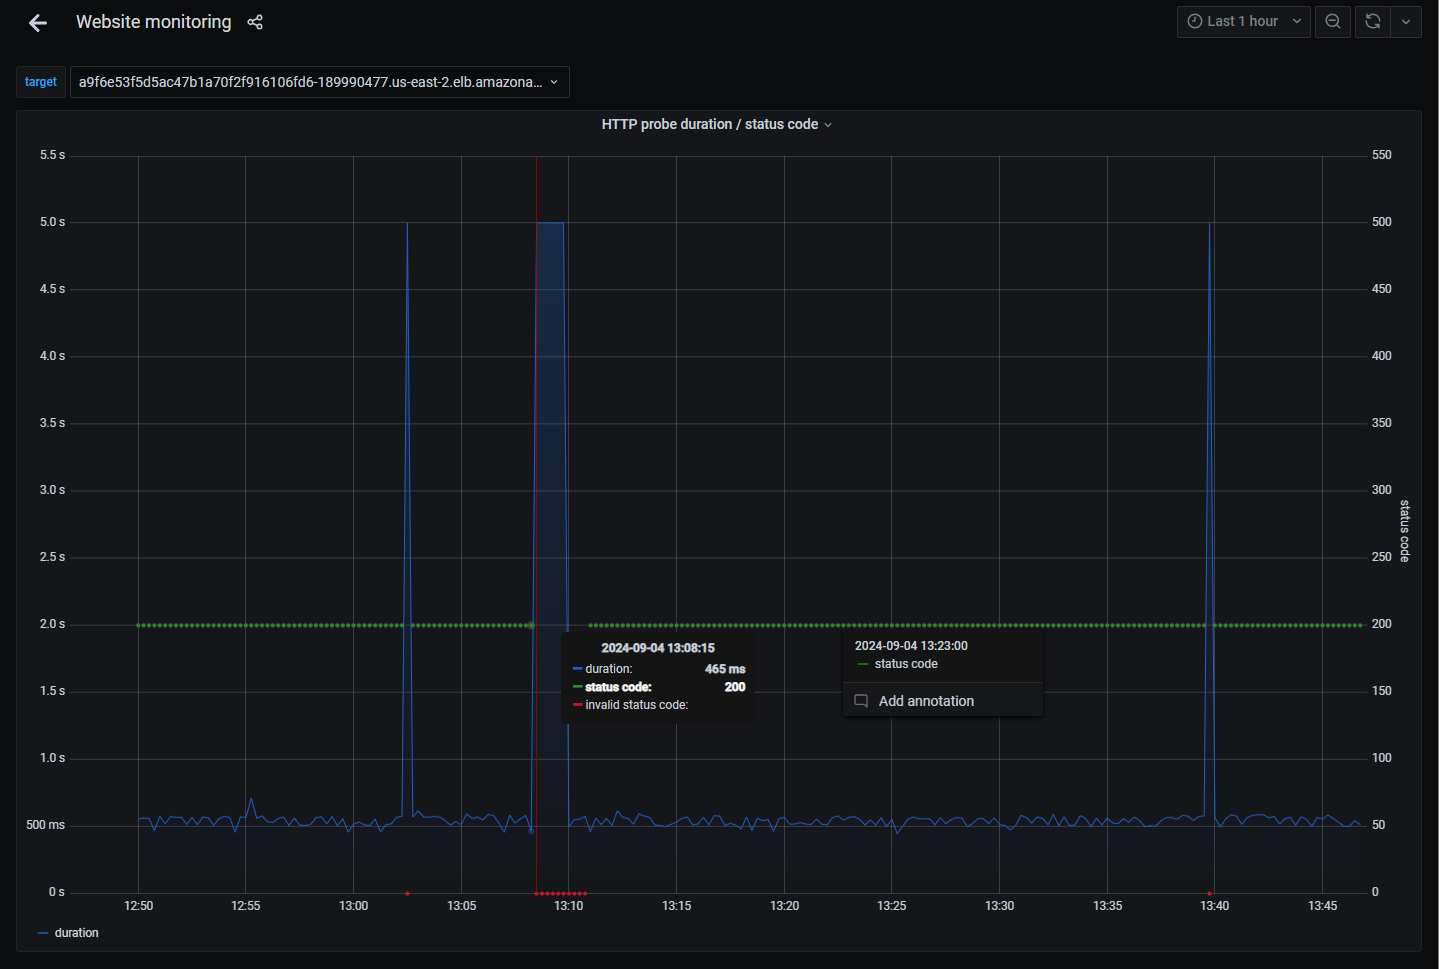 Website monitoring
Last 1 hour
target
a9f6e53f5d5ac47b1a70f2f916106fd6-189990477.us-east-2.elb.amazona...
HTTP probe duration / status code
5.5 s
5.0 s
4.5 s
4.0 s
3.5 s
3.0 s
2.5 s
2.0 s
1.5 s
1.0 s
500 ms
0 s
550
500
450
400
350
300
250
200
150
100
50
0
status code
2024-09-04 13:08:15
duration: 465 ms
status code: 200
invalid status code:
2024-09-04 13:23:00
status code
Add annotation
12:50 12:55 13:00 13:05 13:10 13:15 13:20 13:25 13:30 13:35 13:40 13:45
duration